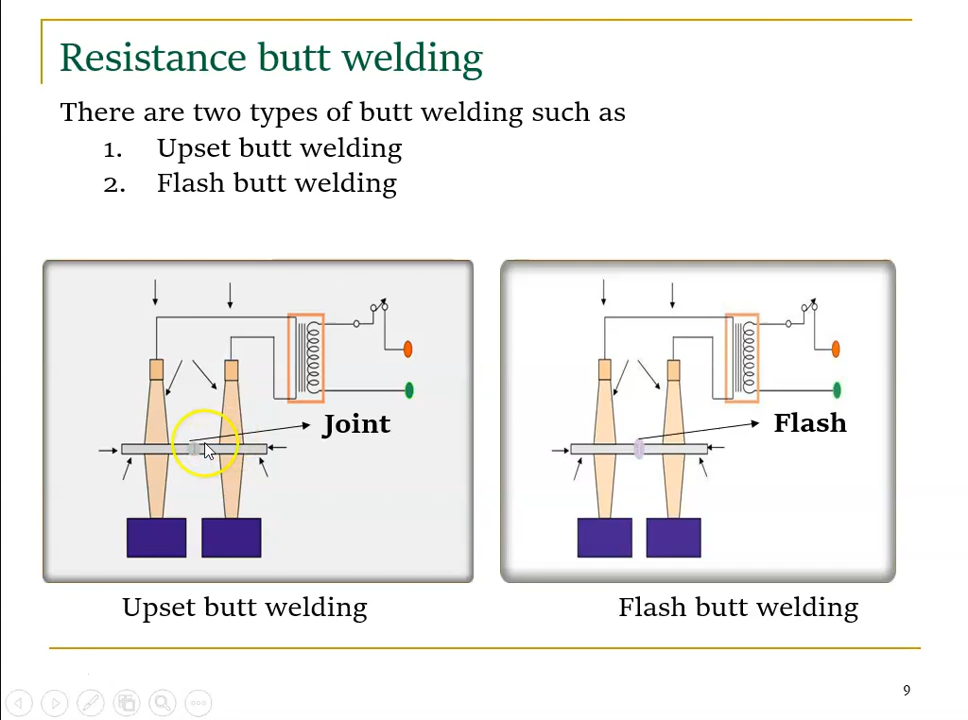 Resistance butt welding
There are two types of butt welding such as
1. Upset butt welding
2. Flash butt welding
Joint
Flash
Upset butt welding
Flash butt welding
9